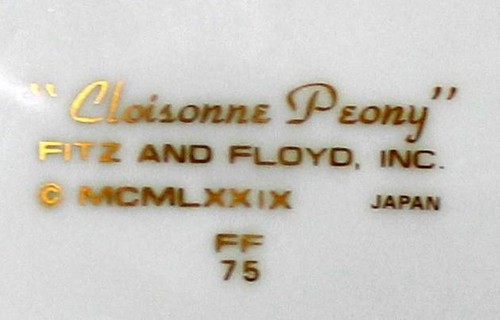 "Cloisonne Peony"
FITZ AND FLOYD, INC.
© MCMLXXIX JAPAN
FF
75